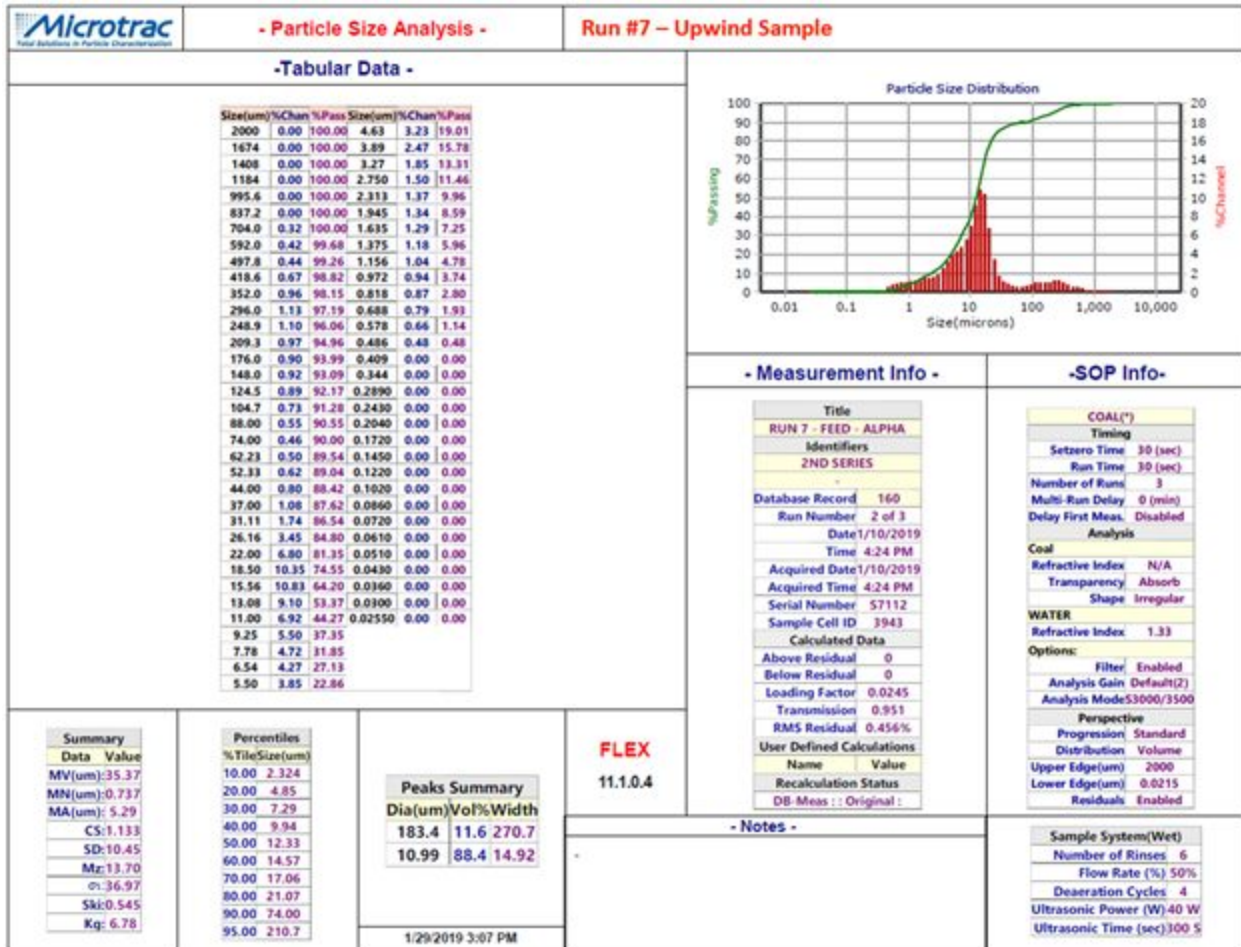 Microtrac
Total Solutions in Particle Characterization
- Particle Size Analysis -
Run #7 – Upwind Sample
-Tabular Data -
Size(um) %Chan %Pass Size(um) %Chan %Pass
2000 0.00 100.00 4.63 3.23 19.01
1674 0.00 100.00 3.89 2.47 15.78
1408 0.00 100.00 3.27 1.85 13.31
1184 0.00 100.00 2.750 1.50 11.46
995.6 0.00 100.00 2.313 1.37 9.96
837.2 0.00 100.00 1.945 1.34 8.59
704.0 0.32 100.00 1.635 1.29 7.25
592.0 0.42 99.68 1.375 1.18 5.96
497.8 0.44 99.26 1.156 1.04 4.78
418.6 0.67 98.82 0.972 0.94 3.74
352.0 0.96 98.15 0.818 0.87 2.80
296.0 1.13 97.19 0.688 0.79 1.93
248.9 1.10 96.06 0.578 0.66 1.14
209.3 0.97 94.96 0.486 0.48 0.48
176.0 0.90 93.99 0.409 0.00 0.00
148.0 0.92 93.09 0.344 0.00 0.00
124.5 0.89 92.17 0.2890 0.00 0.00
104.7 0.73 91.28 0.2430 0.00 0.00
88.00 0.55 90.55 0.2040 0.00 0.00
74.00 0.46 90.00 0.1720 0.00 0.00
62.23 0.50 89.54 0.1450 0.00 0.00
52.33 0.62 89.04 0.1220 0.00 0.00
44.00 0.80 88.42 0.1020 0.00 0.00
37.00 1.08 87.62 0.0860 0.00 0.00
31.11 1.74 86.54 0.0720 0.00 0.00
26.16 3.45 84.80 0.0610 0.00 0.00
22.00 6.80 81.35 0.0510 0.00 0.00
18.50 10.35 74.55 0.0430 0.00 0.00
15.56 10.83 64.20 0.0360 0.00 0.00
13.08 9.10 53.37 0.0300 0.00 0.00
11.00 6.92 44.27 0.02550 0.00 0.00
9.25 5.50 37.35
7.78 4.72 31.85
6.54 4.27 27.13
5.50 3.85 22.86
Particle Size Distribution
%Passing
100
90
80
70
60
50
40
30
20
10
0
%Channel
20
18
16
14
12
10
8
6
4
2
0
0.01 0.1 1 10 100 1,000 10,000
Size(microns)
- Measurement Info -
Title
RUN 7 - FEED - ALPHA
Identifiers
2ND SERIES
-
Database Record 160
Run Number 2 of 3
Date 1/10/2019
Time 4:24 PM
Acquired Date 1/10/2019
Acquired Time 4:24 PM
Serial Number S7112
Sample Cell ID 3943
Calculated Data
Above Residual 0
Below Residual 0
Loading Factor 0.0245
Transmission 0.951
RMS Residual 0.456%
User Defined Calculations
Name Value
Recalculation Status
DB-Meas : : Original :
-SOP Info-
COAL(*)
Timing
Setzero Time 30 (sec)
Run Time 30 (sec)
Number of Runs 3
Multi-Run Delay 0 (min)
Delay First Meas. Disabled
Analysis
Coal
Refractive Index N/A
Transparency Absorb
Shape Irregular
WATER
Refractive Index 1.33
Options:
Filter Enabled
Analysis Gain Default(2)
Analysis Mode S3000/3500
Perspective
Progression Standard
Distribution Volume
Upper Edge(um) 2000
Lower Edge(um) 0.0215
Residuals Enabled
Summary
Data Value
MV(um): 35.37
MN(um): 0.737
MA(um): 5.29
CS: 1.133
SD: 10.45
Mz: 13.70
σi: 36.97
Ski: 0.545
Kg: 6.78
Percentiles
%Tile Size(um)
10.00 2.324
20.00 4.85
30.00 7.29
40.00 9.94
50.00 12.33
60.00 14.57
70.00 17.06
80.00 21.07
90.00 74.00
95.00 210.7
Peaks Summary
Dia(um) Vol% Width
183.4 11.6 270.7
10.99 88.4 14.92
1/29/2019 3:07 PM
FLEX
11.1.0.4
- Notes -
-
Sample System(Wet)
Number of Rinses 6
Flow Rate (%) 50%
Deaeration Cycles 4
Ultrasonic Power (W) 40 W
Ultrasonic Time (sec) 300 S